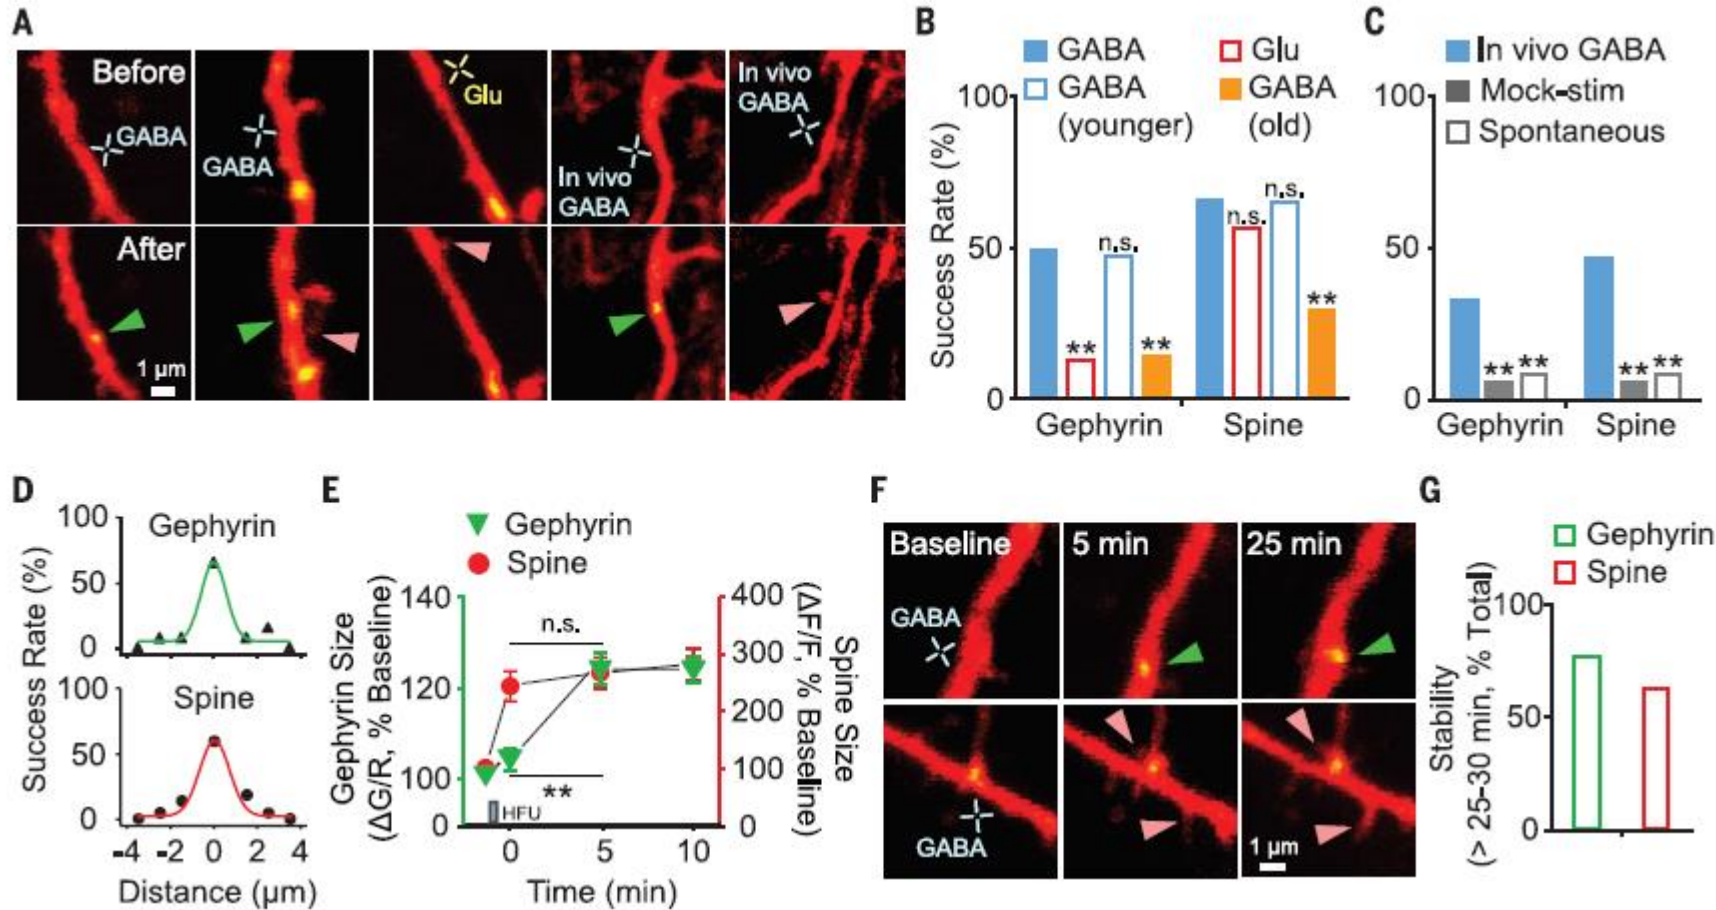 A
Before
GABA
GABA
Glu
In vivo
GABA
In vivo
GABA
After
1 µm
B
GABA
GABA
(younger)
Glu
GABA
(old)
Success Rate (%)
100
50
0
n.s.
n.s.
n.s.
**
**
**
Gephyrin
Spine
C
In vivo GABA
Mock-stim
Spontaneous
100
50
0
** **
** **
Gephyrin
Spine
D
Success Rate (%)
100
50
0
Gephyrin
100
50
0
Spine
-4 -2 0 2 4
Distance (µm)
E
Gephyrin
Spine
Gephyrin Size
(ΔG/R, % Baseline)
140
120
100
0
n.s.
**
HFU
400
300
200
100
0
Spine Size
(ΔF/F, % Baseline)
0 5 10
Time (min)
F
Baseline
5 min
25 min
GABA
GABA
1 µm
G
Gephyrin
Spine
Stability
(> 25–30 min, % Total)
100
50
0